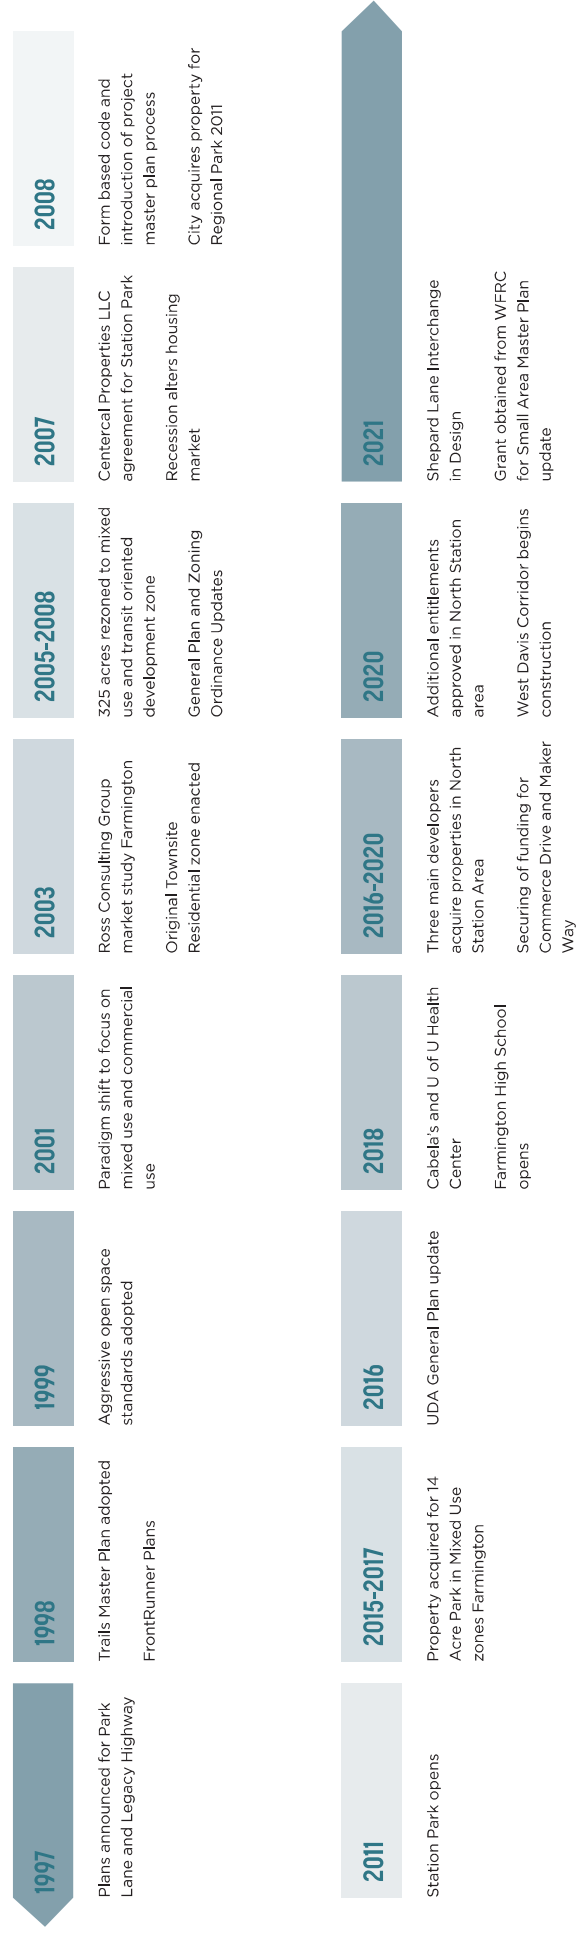 1997
Plans announced for Park
Lane and Legacy Highway
1998
Trails Master Plan adopted
FrontRunner Plans
1999
Aggressive open space
standards adopted
2001
Paradigm shift to focus on
mixed use and commercial
use
2003
Ross Consulting Group
market study Farmington
Original Townsite
Residential zone enacted
2005-2008
325 acres rezoned to mixed
use and transit oriented
development zone
General Plan and Zoning
Ordinance Updates
2007
Centercal Properties LLC
agreement for Station Park
Recession alters housing
market
2008
Form based code and
introduction of project
master plan process
City acquires property for
Regional Park 2011
2011
Station Park opens
2015-2017
Property acquired for 14
Acre Park in Mixed Use
zones Farmington
2016
UDA General Plan update
2018
Cabela's and U of U Health
Center
Farmington High School
opens
2016-2020
Three main developers
acquire properties in North
Station Area
Securing of funding for
Commerce Drive and Maker
Way
2020
Additional entitlements
approved in North Station
area
West Davis Corridor begins
construction
2021
Shepard Lane Interchange
in Design
Grant obtained from WFRC
for Small Area Master Plan
update